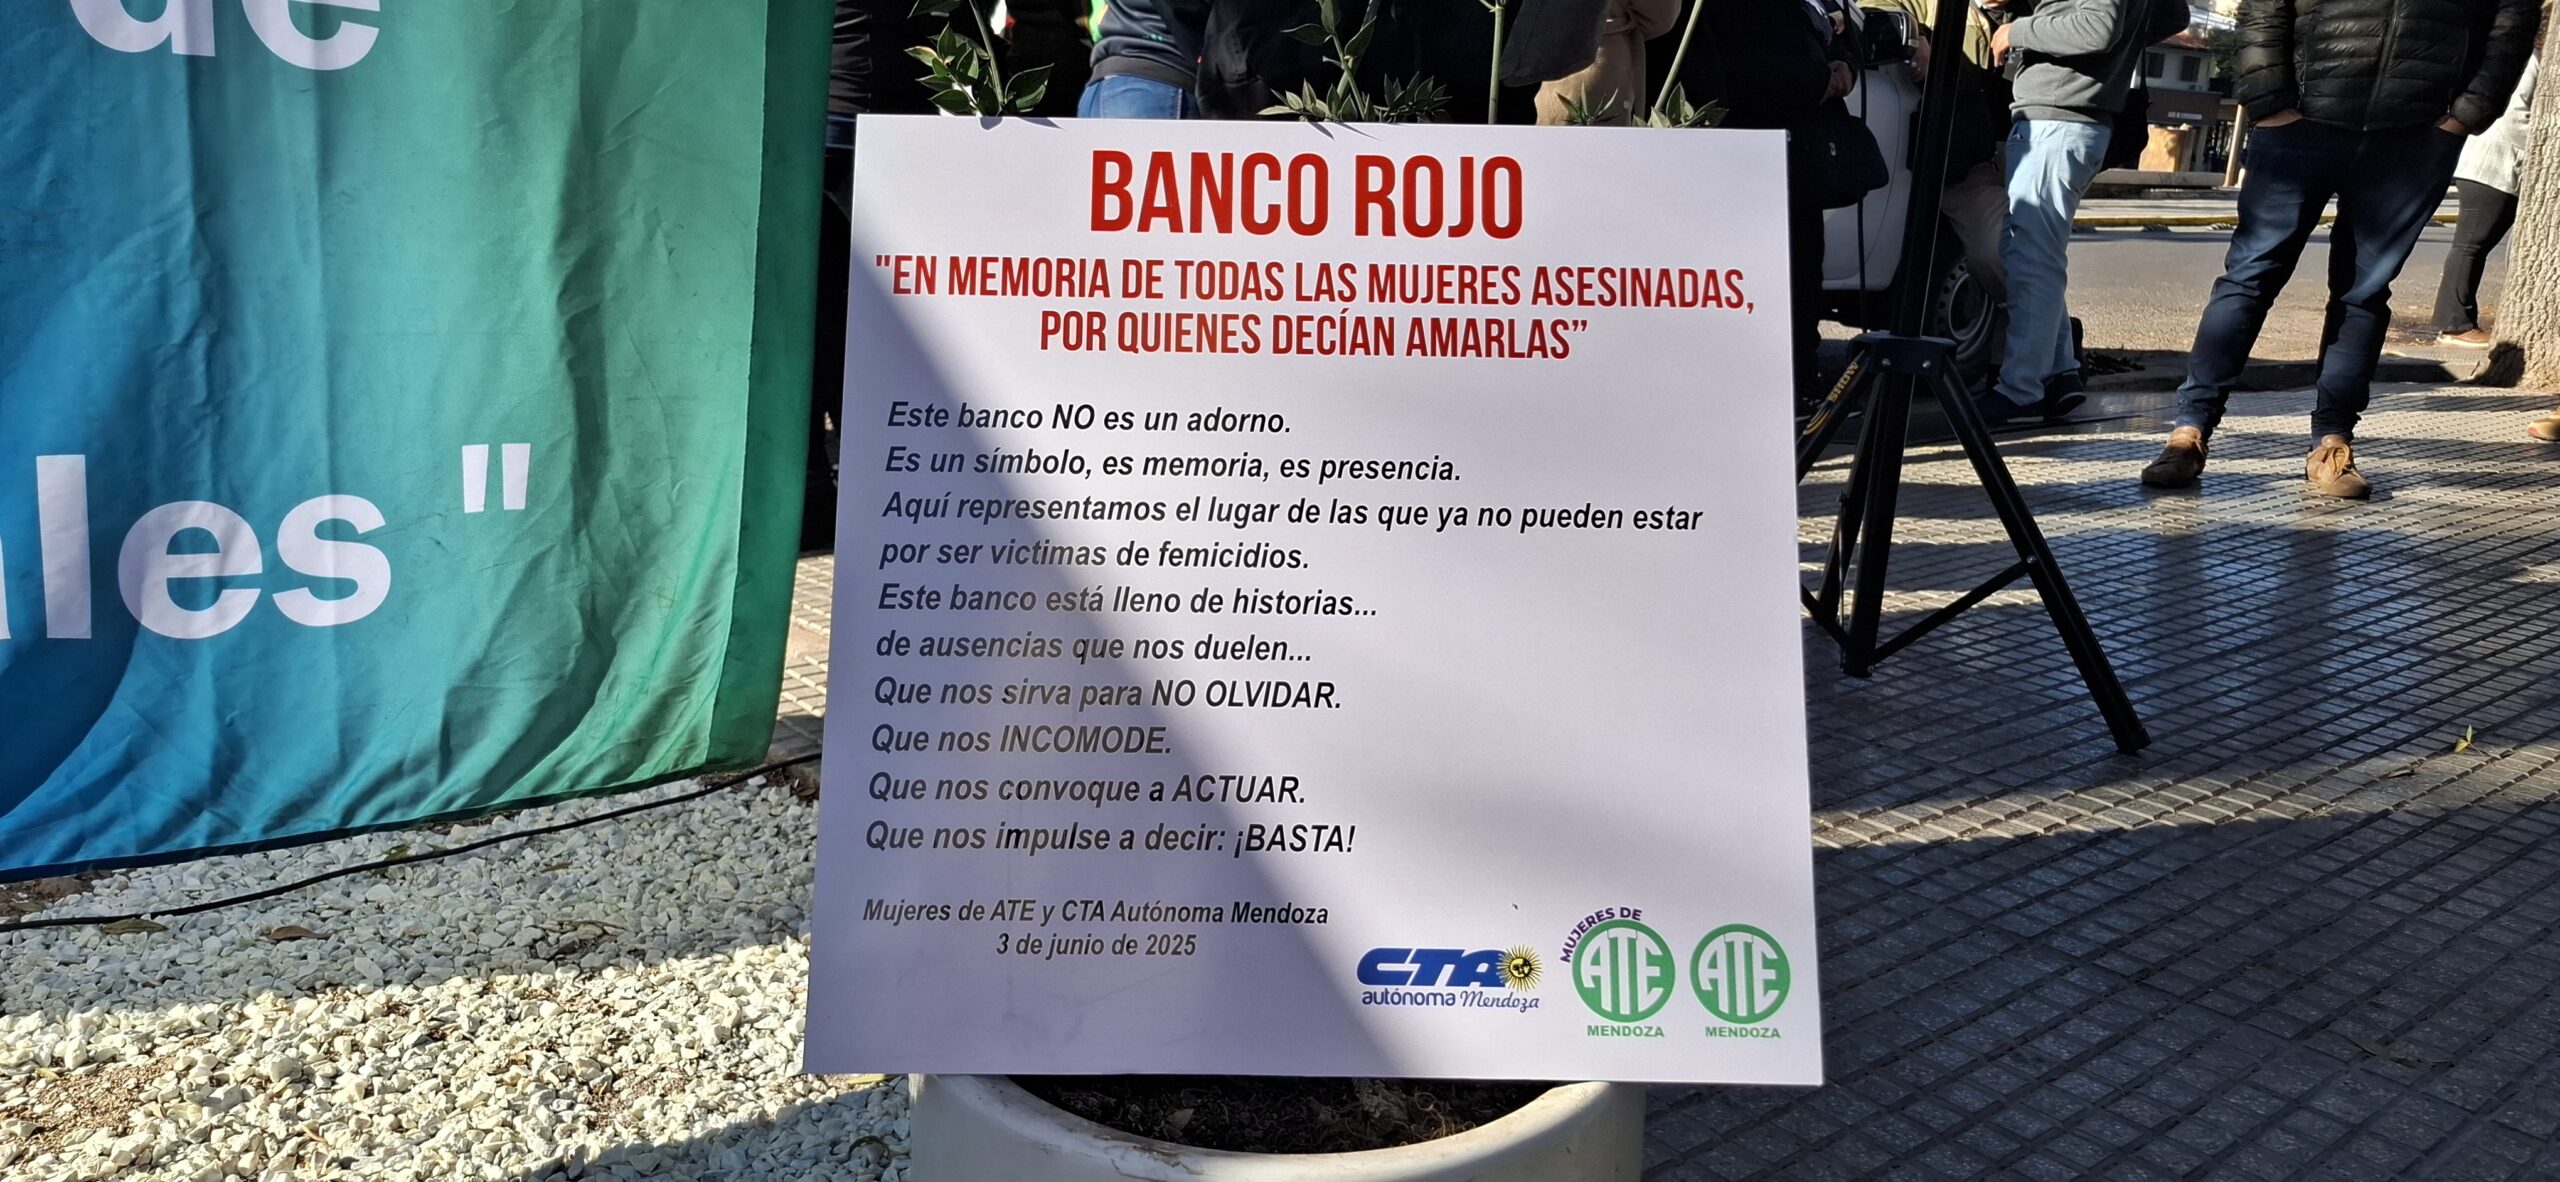 de
ales "
BANCO ROJO
"EN MEMORIA DE TODAS LAS MUJERES ASESINADAS,
POR QUIENES DECÍAN AMARLAS”
Este banco NO es un adorno.
Es un símbolo, es memoria, es presencia.
Aquí representamos el lugar de las que ya no pueden estar
por ser victimas de femicidios.
Este banco está lleno de historias...
de ausencias que nos duelen...
Que nos sirva para NO OLVIDAR.
Que nos INCOMODE.
Que nos convoque a ACTUAR.
Que nos impulse a decir: ¡BASTA!
Mujeres de ATE y CTA Autónoma Mendoza
3 de junio de 2025
CTA
autónoma Mendoza
MUJERES DE
ATE
MENDOZA
ATE
MENDOZA
SHOW